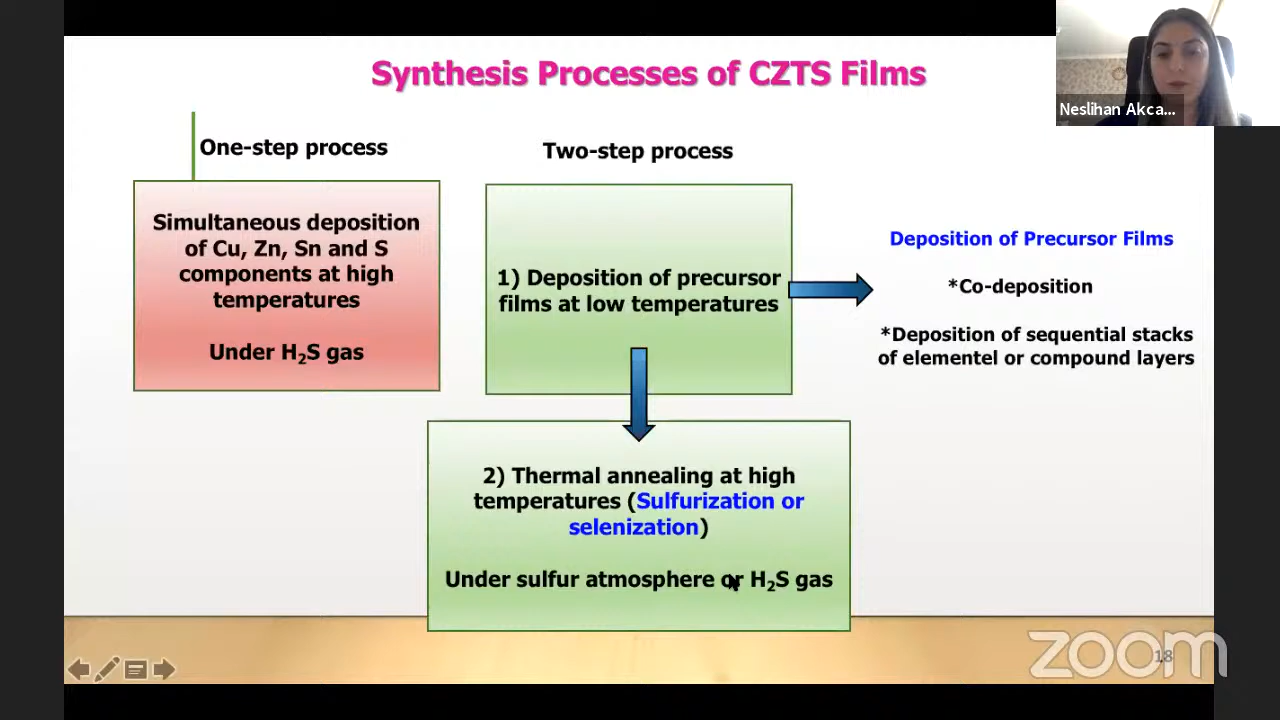 Synthesis Processes of CZTS Films
Neslihan Akca...
One-step process
Simultaneous deposition
of Cu, Zn, Sn and S
components at high
temperatures
Under H₂S gas
Two-step process
1) Deposition of precursor
films at low temperatures
Deposition of Precursor Films
*Co-deposition
*Deposition of sequential stacks
of elementel or compound layers
2) Thermal annealing at high
temperatures (Sulfurization or
selenization)
Under sulfur atmosphere or H₂S gas
zoom
18